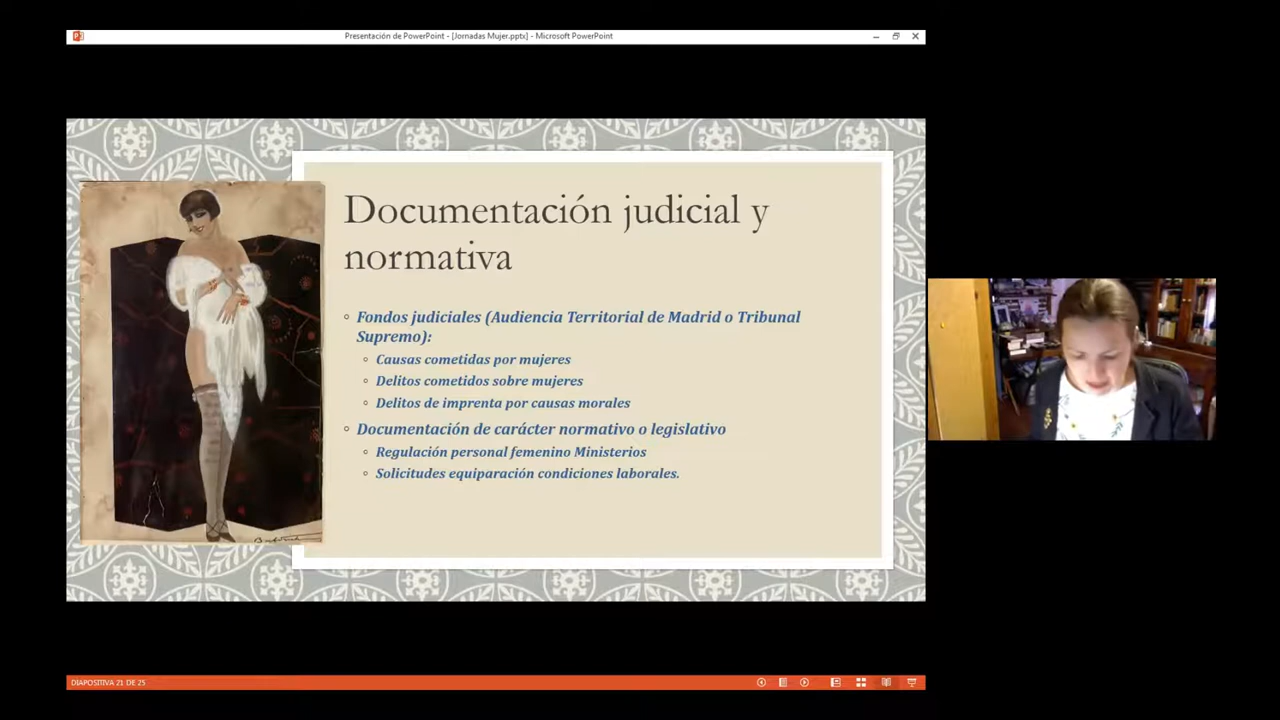 Presentación de PowerPoint - [Jornadas Mujer.pptx] - Microsoft PowerPoint
Documentación judicial y
normativa
Fondos judiciales (Audiencia Territorial de Madrid o Tribunal
Supremo):
Causas cometidas por mujeres
Delitos cometidos sobre mujeres
Delitos de imprenta por causas morales
Documentación de carácter normativo o legislativo
Regulación personal femenino Ministerios
Solicitudes equiparación condiciones laborales.
DIAPOSITIVA 21 DE 25